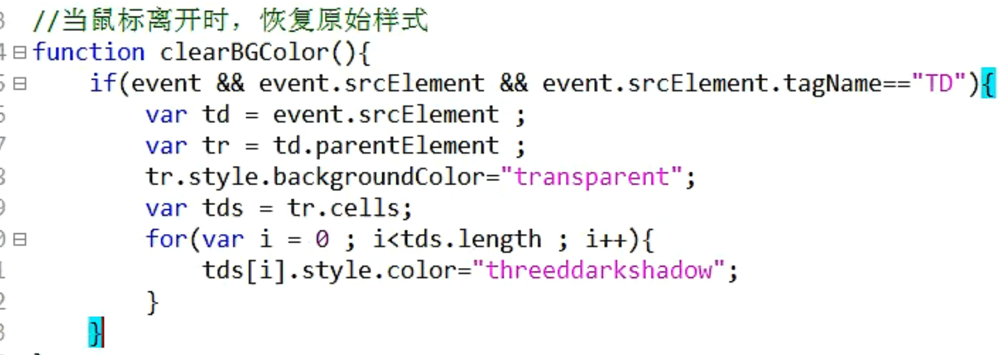 //当鼠标离开时，恢复原始样式
function clearBGColor(){
if(event && event.srcElement && event.srcElement.tagName=="TD"){
var td = event.srcElement ;
var tr = td.parentElement ;
tr.style.backgroundColor="transparent";
var tds = tr.cells;
for(var i = 0 ; i<tds.length ; i++){
tds[i].style.color="threeddarkshadow";
}
}